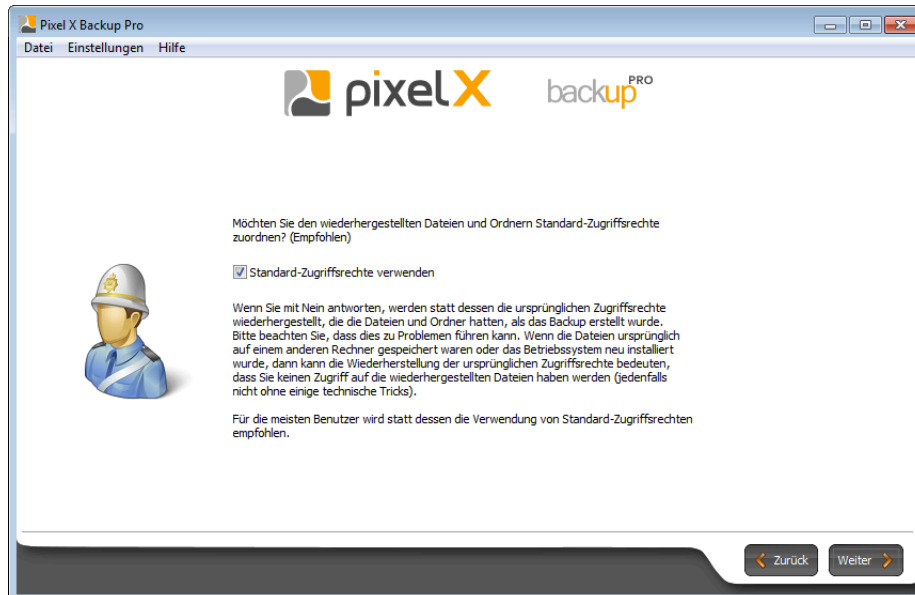 Pixel X Backup Pro
Datei Einstellungen Hilfe
pixelX backup PRO
Möchten Sie den wiederhergestellten Dateien und Ordnern Standard-Zugriffsrechte
zuordnen? (Empfohlen)
Standard-Zugriffsrechte verwenden
Wenn Sie mit Nein antworten, werden statt dessen die ursprünglichen Zugriffsrechte
wiederhergestellt, die die Dateien und Ordner hatten, als das Backup erstellt wurde.
Bitte beachten Sie, dass dies zu Problemen führen kann. Wenn die Dateien ursprünglich
auf einem anderen Rechner gespeichert waren oder das Betriebssystem neu installiert
wurde, dann kann die Wiederherstellung der ursprünglichen Zugriffsrechte bedeuten,
dass Sie keinen Zugriff auf die wiederhergestellten Dateien haben werden (jedenfalls
nicht ohne einige technische Tricks).
Für die meisten Benutzer wird statt dessen die Verwendung von Standard-Zugriffsrechten
empfohlen.
Zurück Weiter